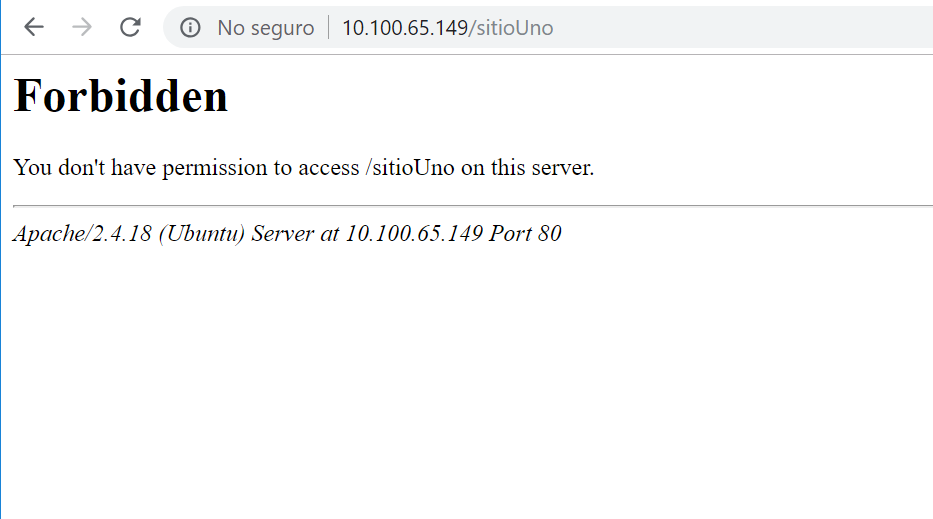 No seguro 10.100.65.149/sitioUno
Forbidden
You don't have permission to access /sitioUno on this server.
Apache/2.4.18 (Ubuntu) Server at 10.100.65.149 Port 80